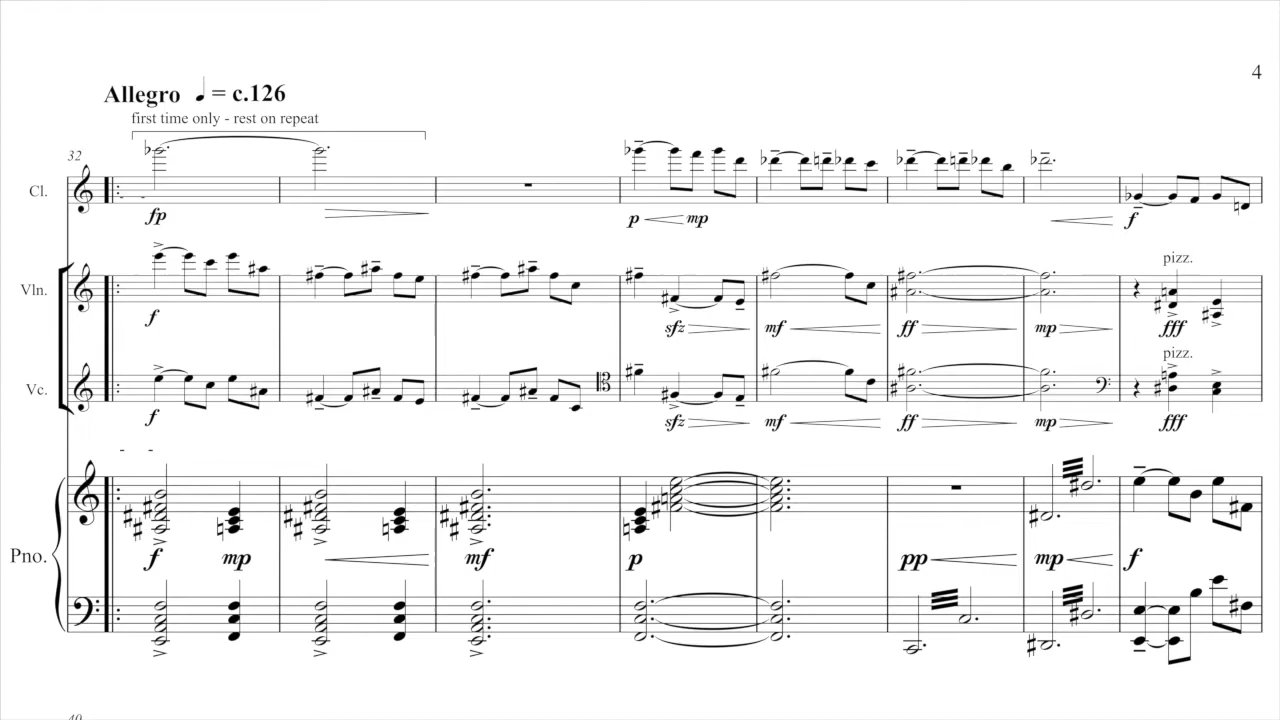 4
Allegro ♩ = c.126
first time only - rest on repeat
32
Cl.
fp
p
mp
f
pizz.
Vln.
f
sfz
mf
ff
mp
fff
pizz.
Vc.
f
sfz
mf
ff
mp
fff
- -
Pno.
f
mp
mf
p
pp
mp
f
40